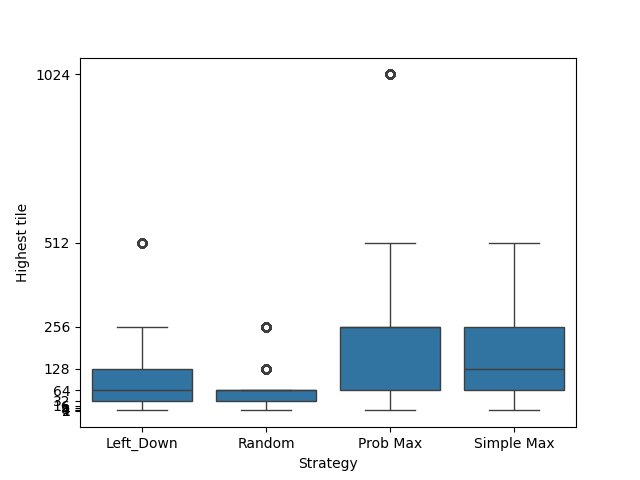 1024
512
256
128
64
32
16
Left_Down Random Prob Max Simple Max
Strategy
Highest tile